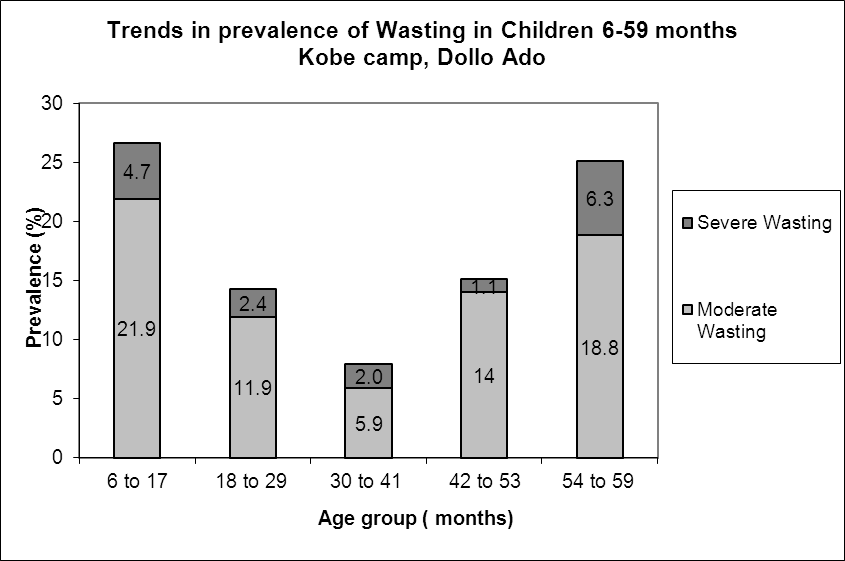 Trends in prevalence of Wasting in Children 6-59 months
Kobe camp, Dollo Ado
Prevalence (%)
30
25
20
15
10
5
0
4.7
21.9
2.4
11.9
2.0
5.9
1.1
14
6.3
18.8
6 to 17
18 to 29
30 to 41
42 to 53
54 to 59
Age group ( months)
Severe Wasting
Moderate
Wasting